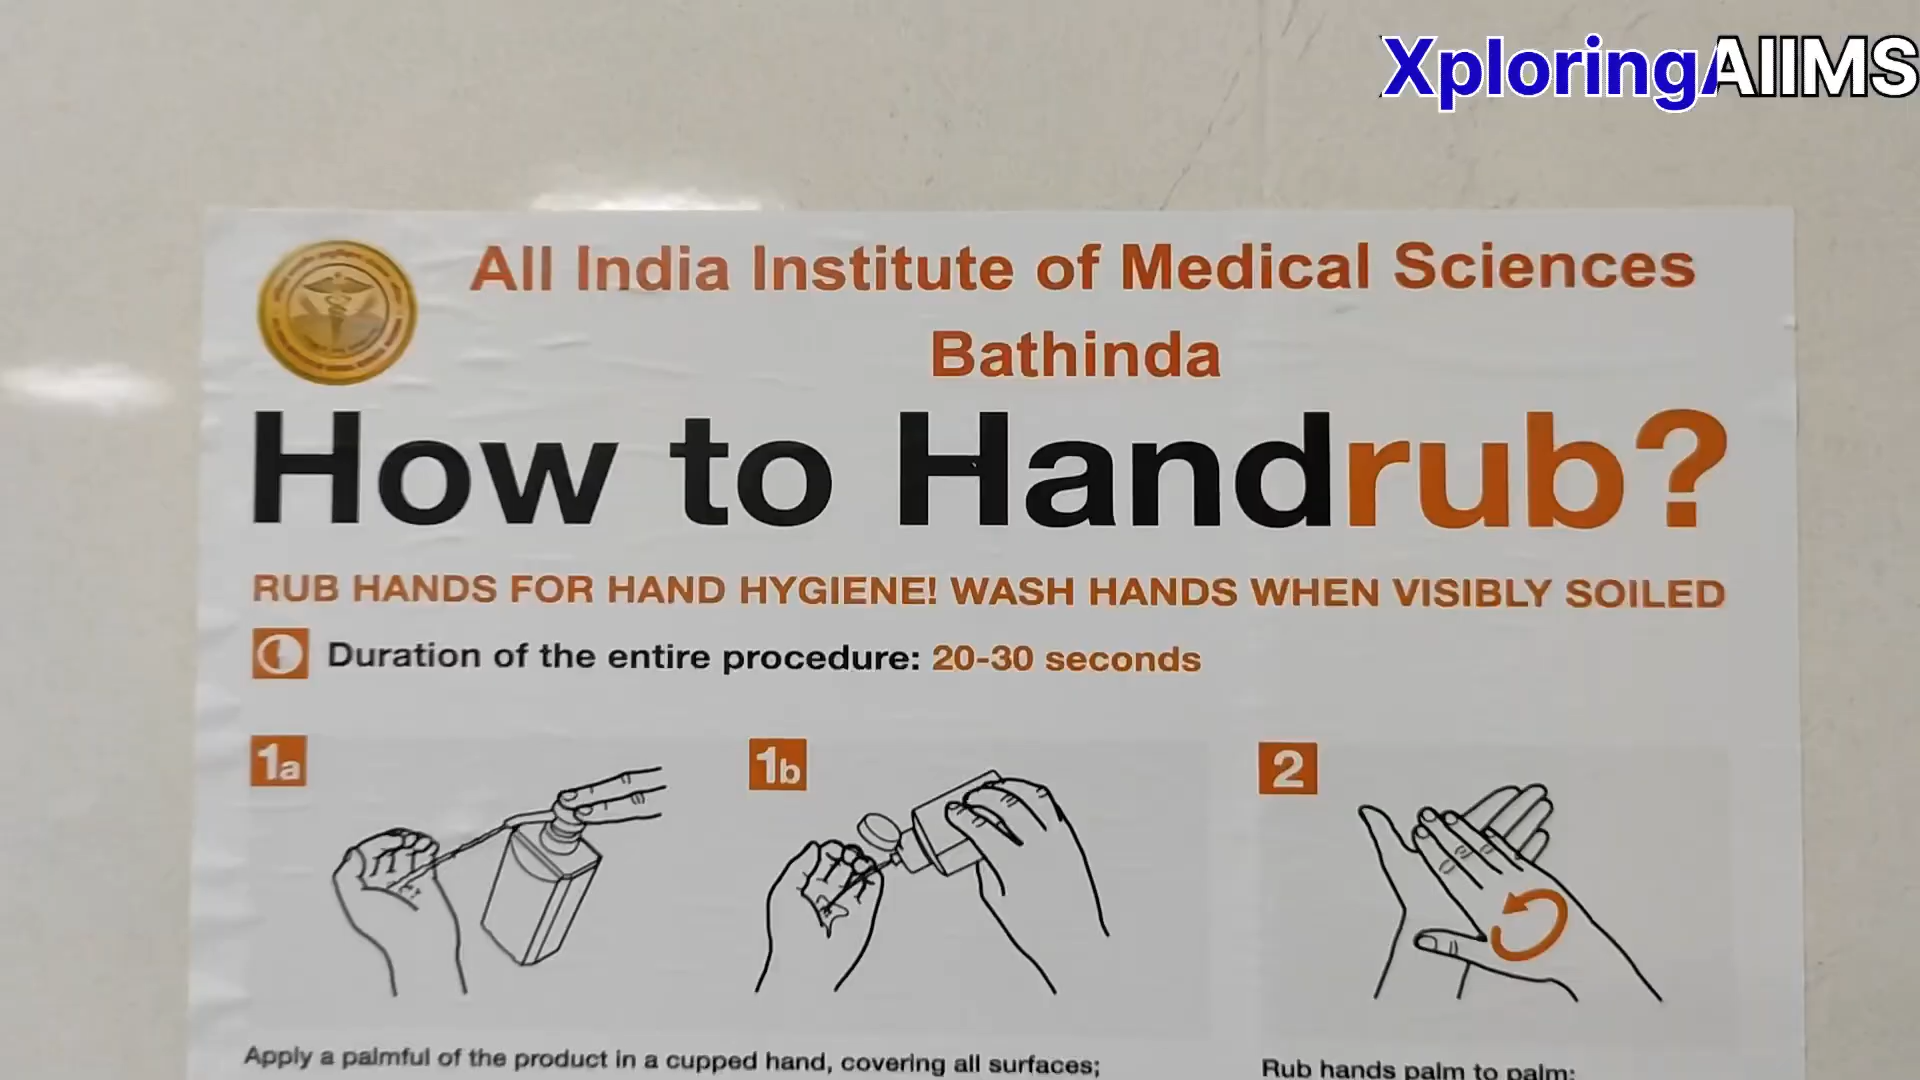 XploringAIIMS
All India Institute of Medical Sciences
Bathinda
How to Handrub?
RUB HANDS FOR HAND HYGIENE! WASH HANDS WHEN VISIBLY SOILED
Duration of the entire procedure: 20-30 seconds
1a
1b
2
Apply a palmful of the product in a cupped hand, covering all surfaces;
Rub hands palm to palm;